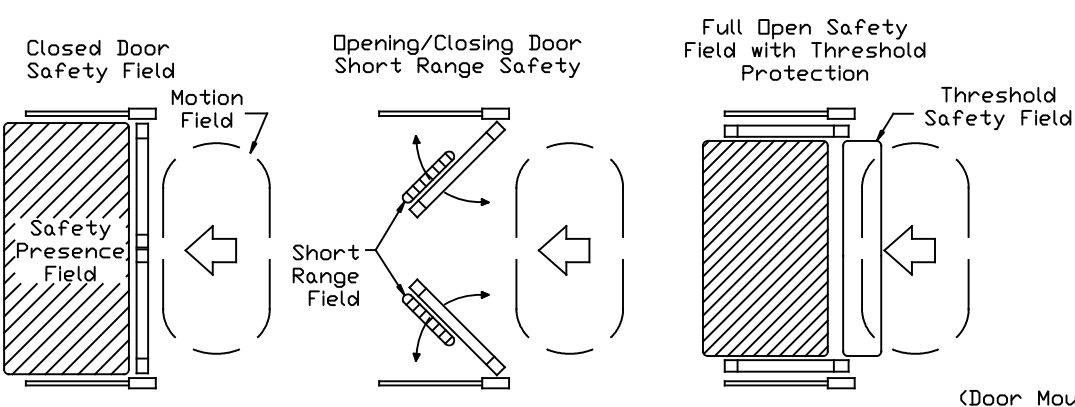 Closed Door
Safety Field
Motion
Field
Safety
Presence
Field
Opening/Closing Door
Short Range Safety
Short
Range
Field
Full Open Safety
Field with Threshold
Protection
Threshold
Safety Field
(Door Mou